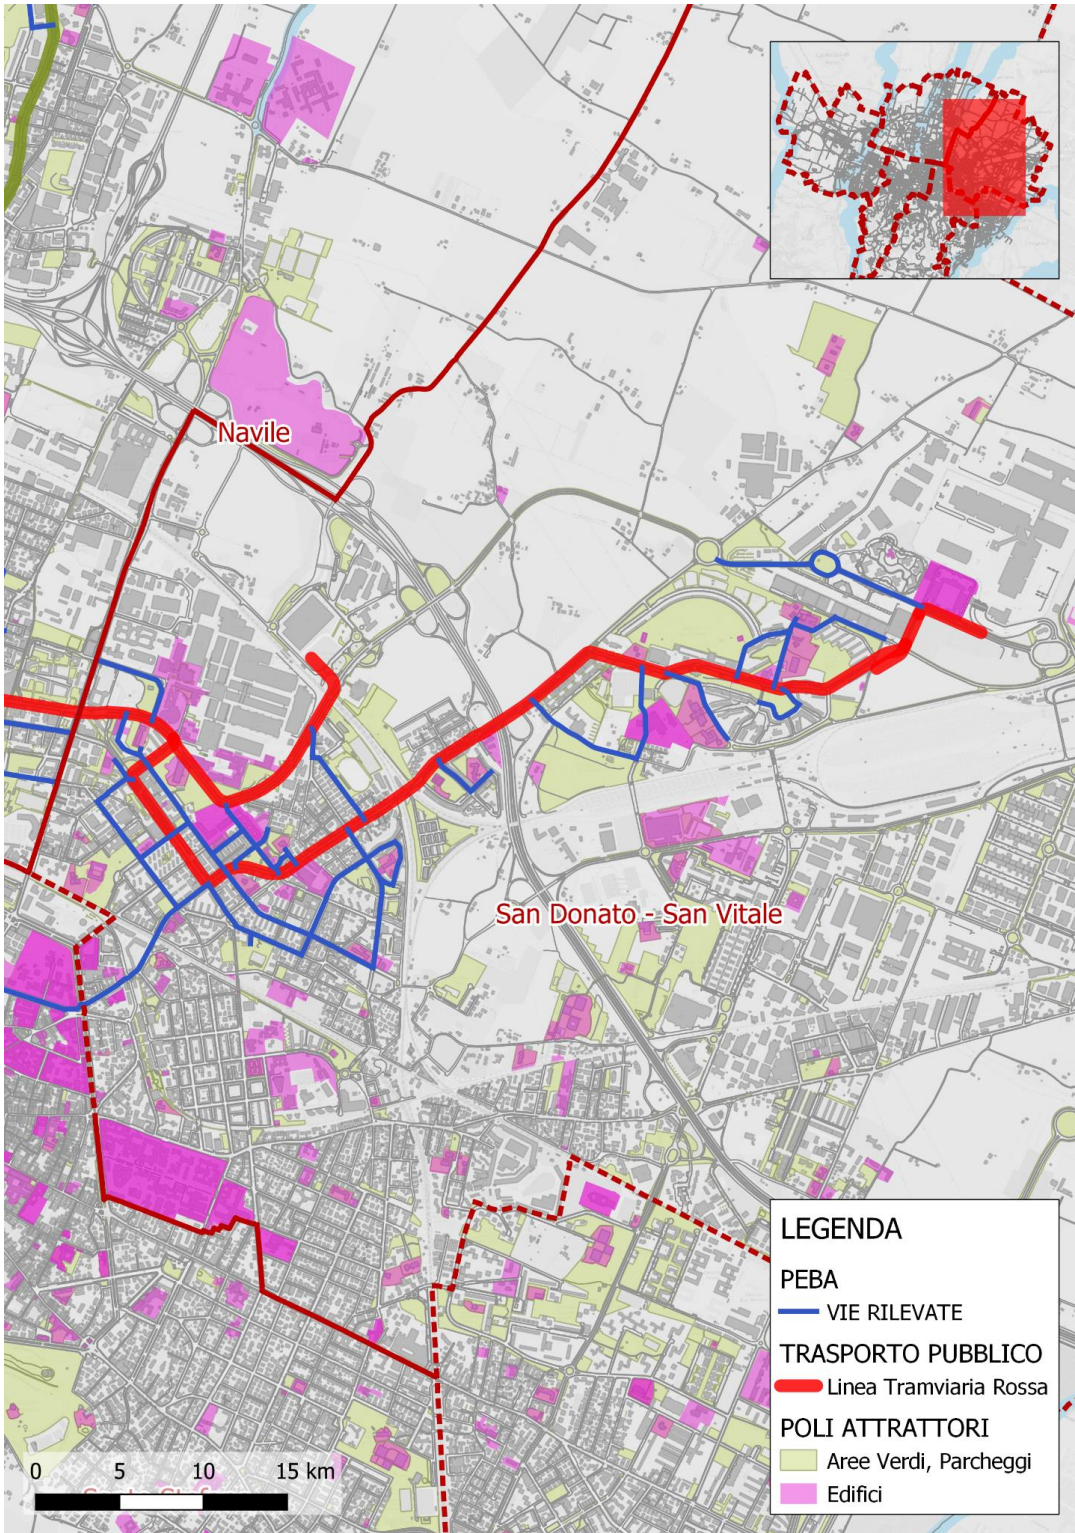 Navile
San Donato - San Vitale
LEGENDA
PEBA
VIE RILEVATE
TRASPORTO PUBBLICO
Linea Tramviaria Rossa
POLI ATTRATTORI
Aree Verdi, Parcheggi
Edifici
0 5 10 15 km